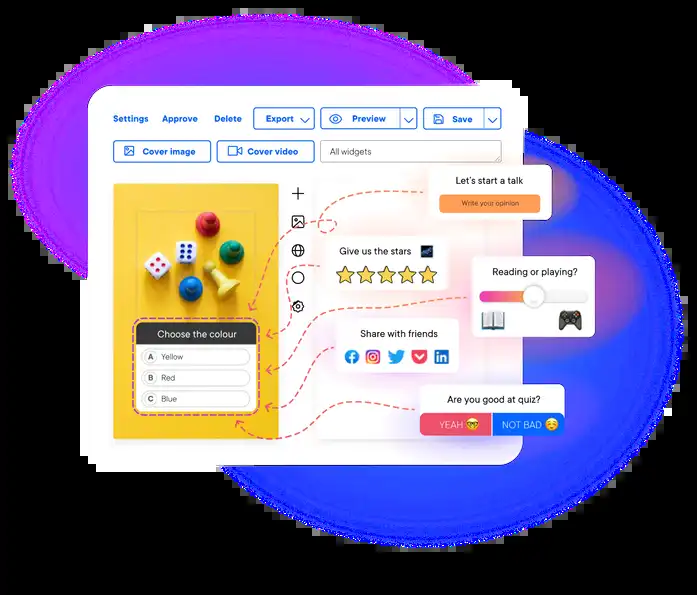 Settings Approve Delete Export Preview Save
Cover image Cover video All widgets
Let's start a talk
Write your opinion
Give us the stars
Reading or playing?
Choose the colour
A Yellow
B Red
C Blue
Share with friends
Are you good at quiz?
YEAH NOT BAD